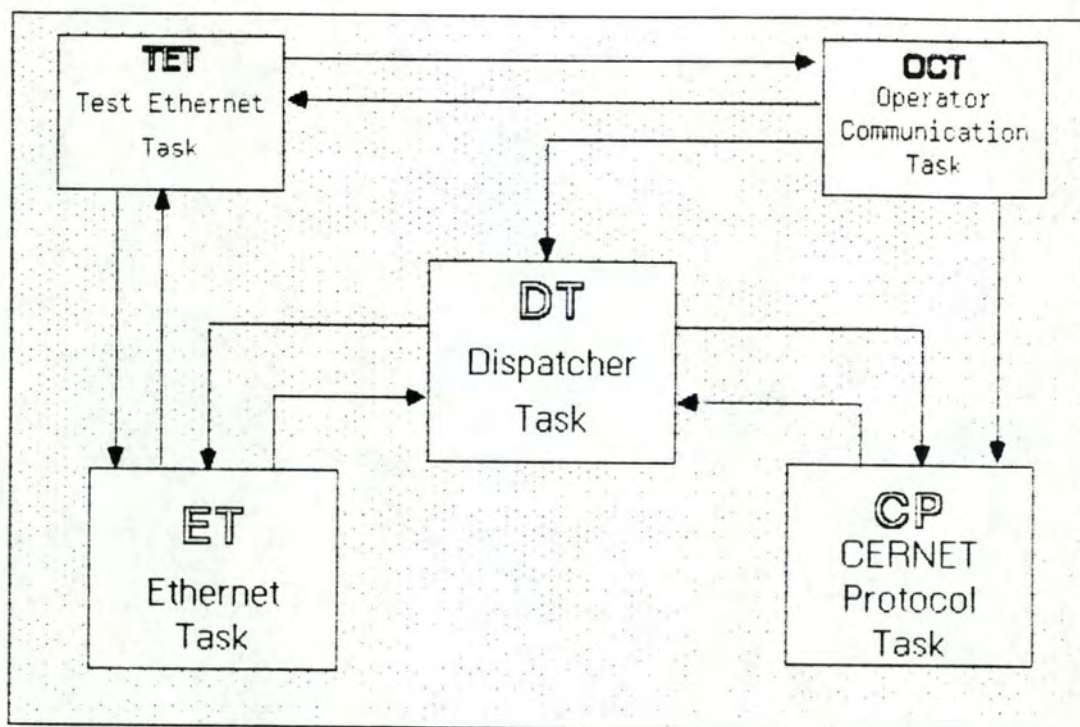 TET
Test Ethernet
Task
OCT
Operator
Communication
Task
DT
Dispatcher
Task
ET
Ethernet
Task
CP
CERNET
Protocol
Task